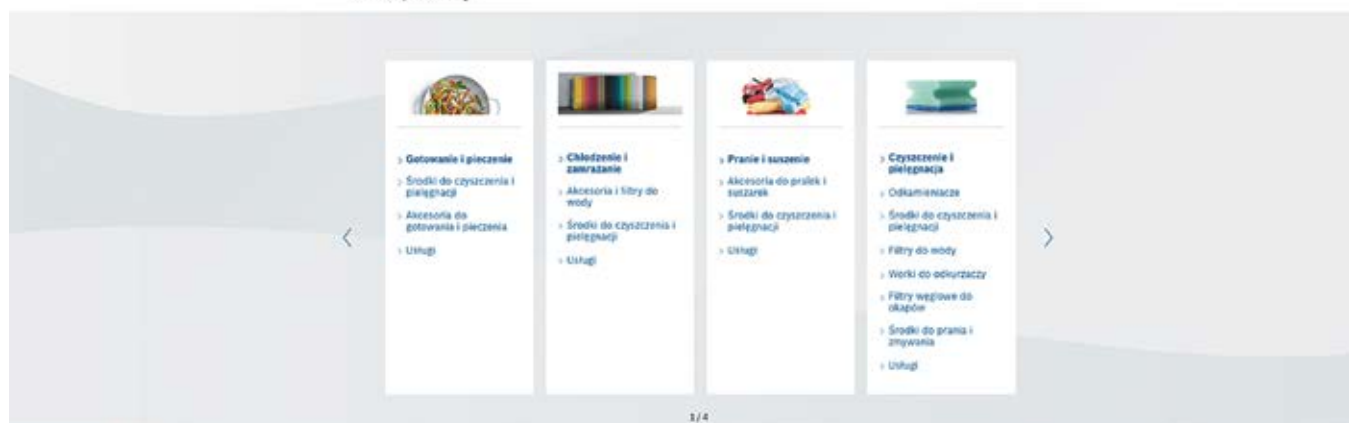 Gotowanie i pieczenie
Środki do czyszczenia i
pielęgnacji
Akcesoria do
gotowania i pieczenia
Usługi
Chłodzenie i
zamrażanie
Akcesoria i filtry do
wody
Środki do czyszczenia i
pielęgnacji
Usługi
Pranie i suszenie
Akcesoria do pralek i
suszarek
Środki do czyszczenia i
pielęgnacji
Usługi
Czyszczenie i
pielęgnacja
Odkamieniacze
Środki do czyszczenia i
pielęgnacji
Filtry do wody
Worki do odkurzaczy
Filtry węglowe do
okapów
Środki do prania i
zmywania
Usługi
1 / 4